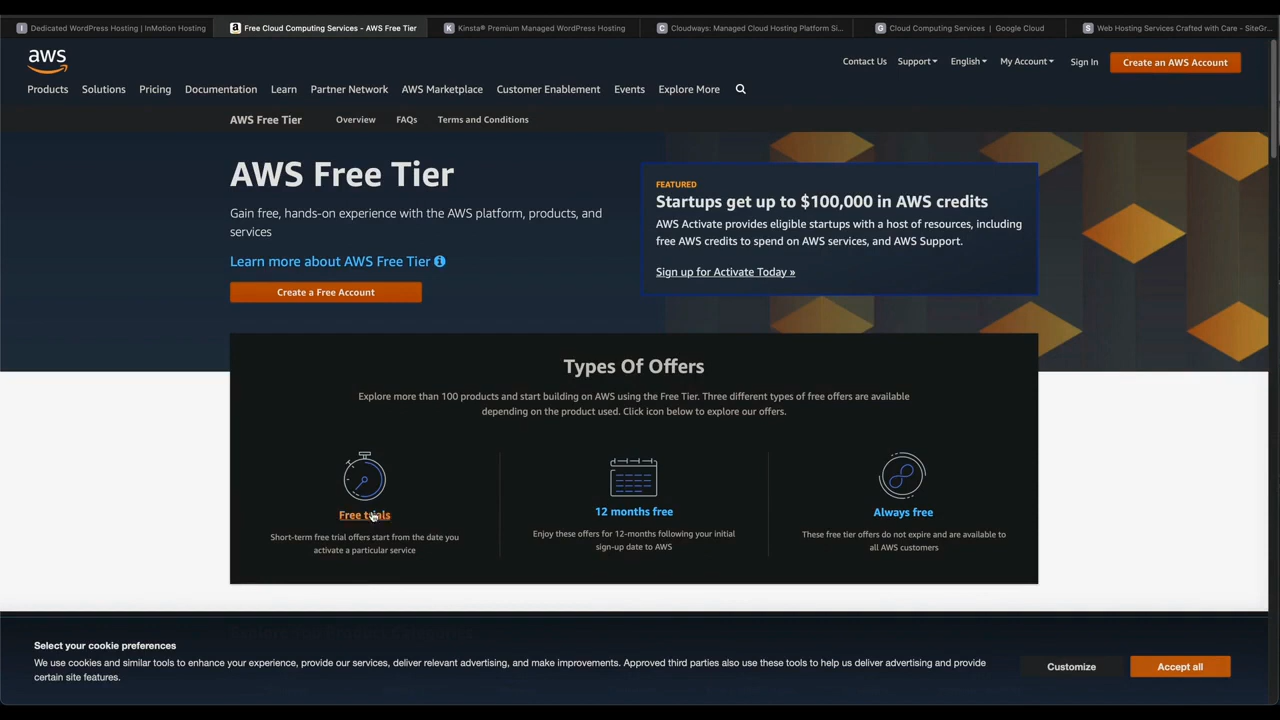 Dedicated WordPress Hosting | InMotion Hosting
Free Cloud Computing Services - AWS Free Tier
Kinsta® Premium Managed WordPress Hosting
Cloudways: Managed Cloud Hosting Platform Si...
Cloud Computing Services | Google Cloud
Web Hosting Services Crafted with Care - SiteGr...
aws
Contact Us
Support
English
My Account
Sign In
Create an AWS Account
Products
Solutions
Pricing
Documentation
Learn
Partner Network
AWS Marketplace
Customer Enablement
Events
Explore More
AWS Free Tier
Overview
FAQs
Terms and Conditions
AWS Free Tier
Gain free, hands-on experience with the AWS platform, products, and
services
Learn more about AWS Free Tier
Create a Free Account
FEATURED
Startups get up to $100,000 in AWS credits
AWS Activate provides eligible startups with a host of resources, including
free AWS credits to spend on AWS services, and AWS Support.
Sign up for Activate Today »
Types Of Offers
Explore more than 100 products and start building on AWS using the Free Tier. Three different types of free offers are available
depending on the product used. Click icon below to explore our offers.
Free trials
Short-term free trial offers start from the date you
activate a particular service
12 months free
Enjoy these offers for 12-months following your initial
sign-up date to AWS
Always free
These free tier offers do not expire and are available to
all AWS customers
Select your cookie preferences
We use cookies and similar tools to enhance your experience, provide our services, deliver relevant advertising, and make improvements. Approved third parties also use these tools to help us deliver advertising and provide
certain site features.
Customize
Accept all